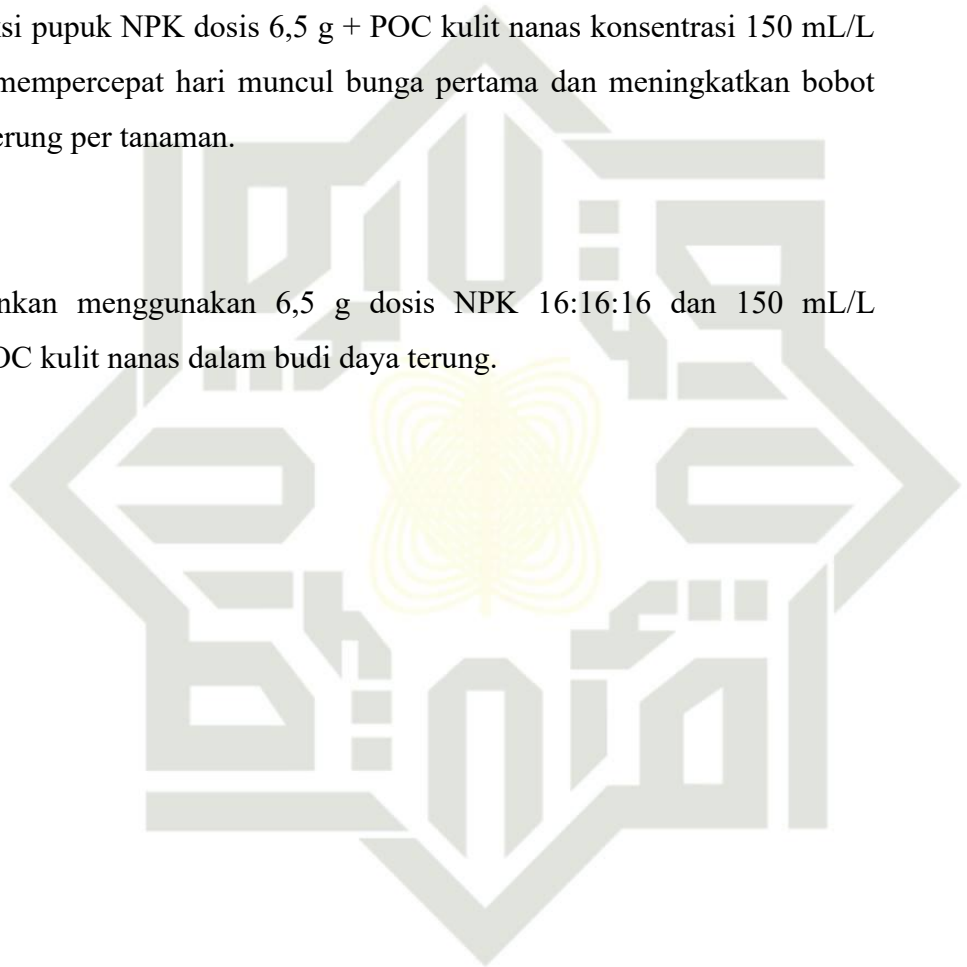 si pupuk NPK dosis 6,5 g + POC kulit nanas konsentrasi 150 mL/L
mempercepat hari muncul bunga pertama dan meningkatkan bobot
erung per tanaman.
nkan menggunakan 6,5 g dosis NPK 16:16:16 dan 150 mL/L
OC kulit nanas dalam budi daya terung.